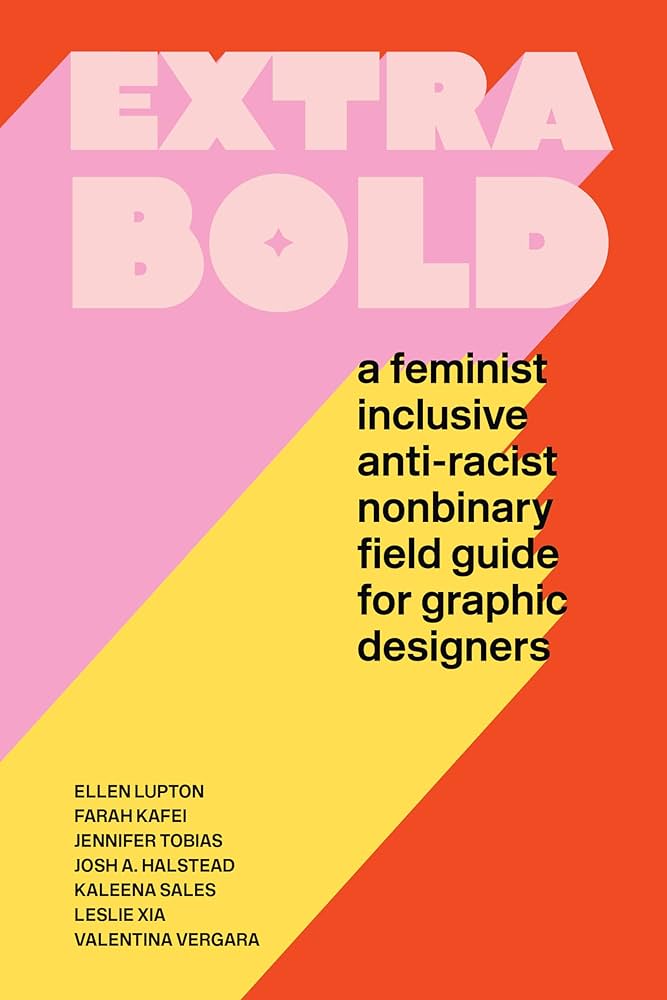 EXTRA
BOLD
a feminist
inclusive
anti-racist
nonbinary
field guide
for graphic
designers
ELLEN LUPTON
FARAH KAFEI
JENNIFER TOBIAS
JOSH A. HALSTEAD
KALEENA SALES
LESLIE XIA
VALENTINA VERGARA